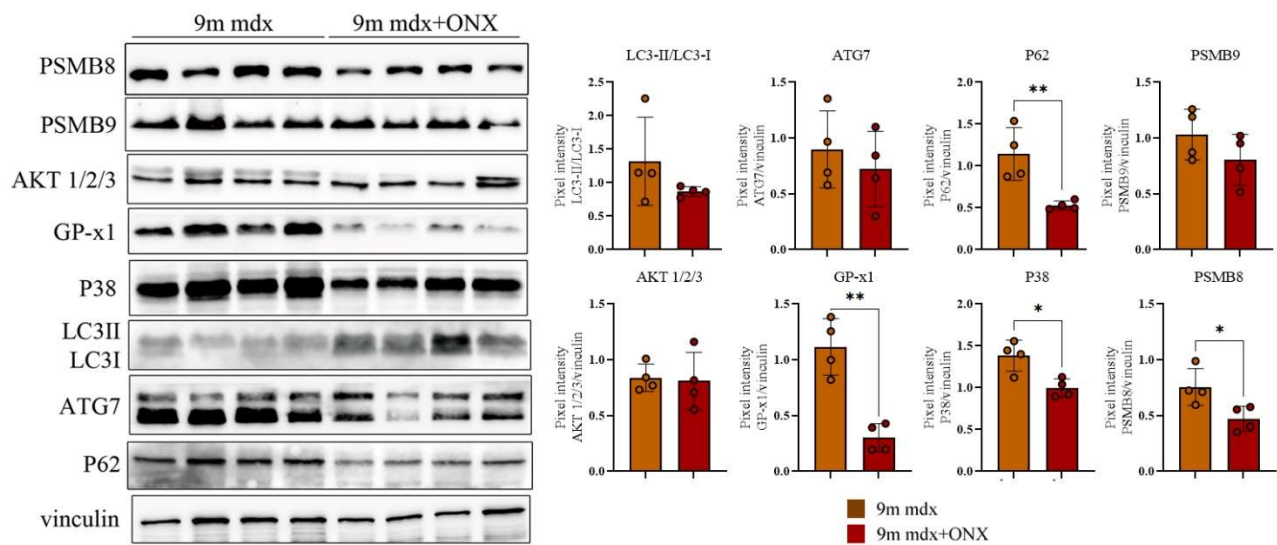 9m mdx 9m mdx+ONX
PSMB8
PSMB9
AKT 1/2/3
GP-x1
P38
LC3II
LC3I
ATG7
P62
vinculin
LC3-II/LC3-I
Pixel intensity
LC3-II/LC3-I
2.5
2.0
1.5
1.0
0.5
0.0
ATG7
Pixel intensity
ATG7/vinculin
1.5
1.0
0.5
0.0
P62
Pixel intensity
P62/vinculin
2.0
1.5
1.0
0.5
0.0
**
PSMB9
Pixel intensity
PSMB9/vinculin
1.5
1.0
0.5
0.0
AKT 1/2/3
Pixel intensity
AKT 1/2/3/vinculin
1.5
1.0
0.5
0.0
GP-x1
Pixel intensity
GP-x1/vinculin
1.5
1.0
0.5
0.0
**
P38
Pixel intensity
P38/vinculin
2.0
1.5
1.0
0.5
0.0
*
PSMB8
Pixel intensity
PSMB8/vinculin
1.5
1.0
0.5
0.0
*
9m mdx
9m mdx+ONX